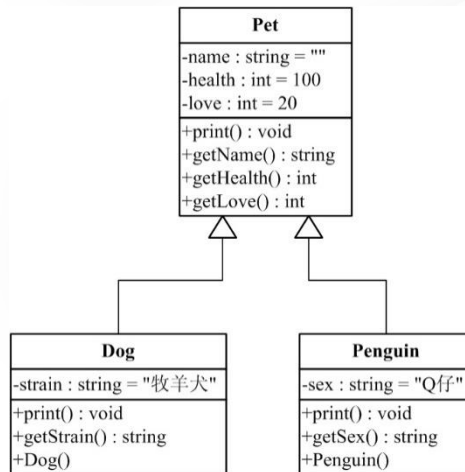 Pet
-name : string = ""
-health : int = 100
-love : int = 20
+print() : void
+getName() : string
+getHealth() : int
+getLove() : int
Dog
-strain : string = "牧羊犬"
+print() : void
+getStrain() : string
+Dog()
Penguin
-sex : string = "Q仔"
+print() : void
+getSex() : string
+Penguin()